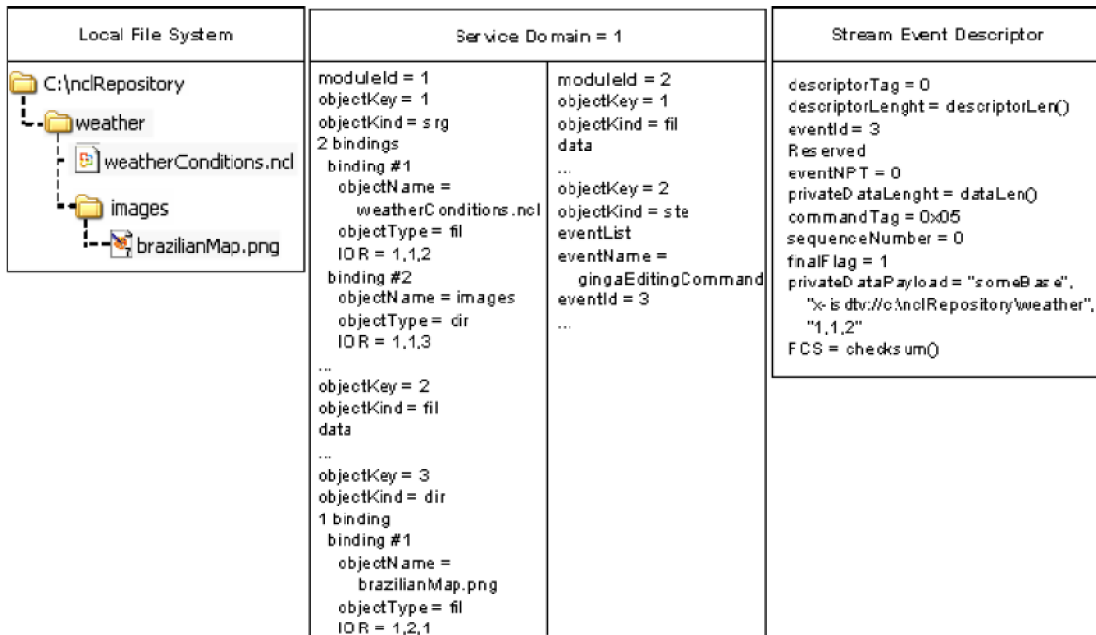 Local File System
C:\nclRepository
weather
weatherConditions.ncl
images
brazilianMap.png
Service Domain = 1
moduleId = 1
objectKey = 1
objectKind = srg
2 bindings
binding #1
objectName =
weatherConditions.ncl
objectType = fil
IOR = 1,1,2
binding #2
objectName = images
objectType = dir
IOR = 1,1,3
...
objectKey = 2
objectKind = fil
data
...
objectKey = 3
objectKind = dir
1 binding
binding #1
objectName =
brazilianMap.png
objectType = fil
IOR = 1,2,1
moduleId = 2
objectKey = 1
objectKind = fil
data
...
objectKey = 2
objectKind = ste
eventList
eventName =
gingaEditingCommand
eventId = 3
...
Stream Event Descriptor
descriptorTag = 0
descriptorLenght = descriptorLen()
eventId = 3
Reserved
eventNPT = 0
privateDataLenght = dataLen()
commandTag = 0x05
sequenceNumber = 0
finalFlag = 1
privateDataPayload = "someBase",
"x-isdtv://c:\nclRepository\weather",
"1,1,2"
FCS = checksum()